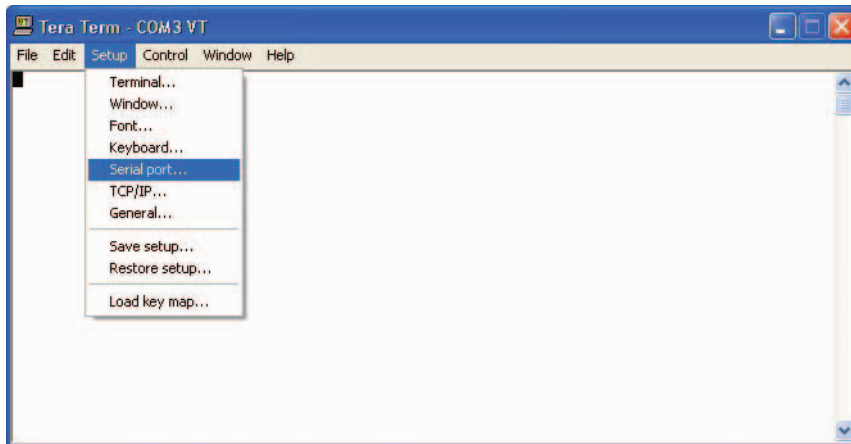 Tera Term - COM3 VT
File Edit Setup Control Window Help
Terminal...
Window...
Font...
Keyboard...
Serial port...
TCP/IP...
General...
Save setup...
Restore setup...
Load key map...